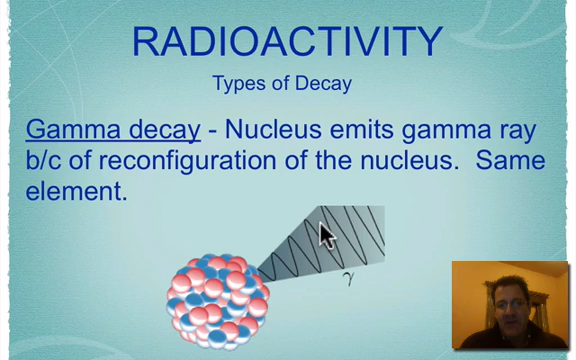 RADIOACTIVITY
Types of Decay
Gamma decay - Nucleus emits gamma ray
b/c of reconfiguration of the nucleus.  Same
element.
γ